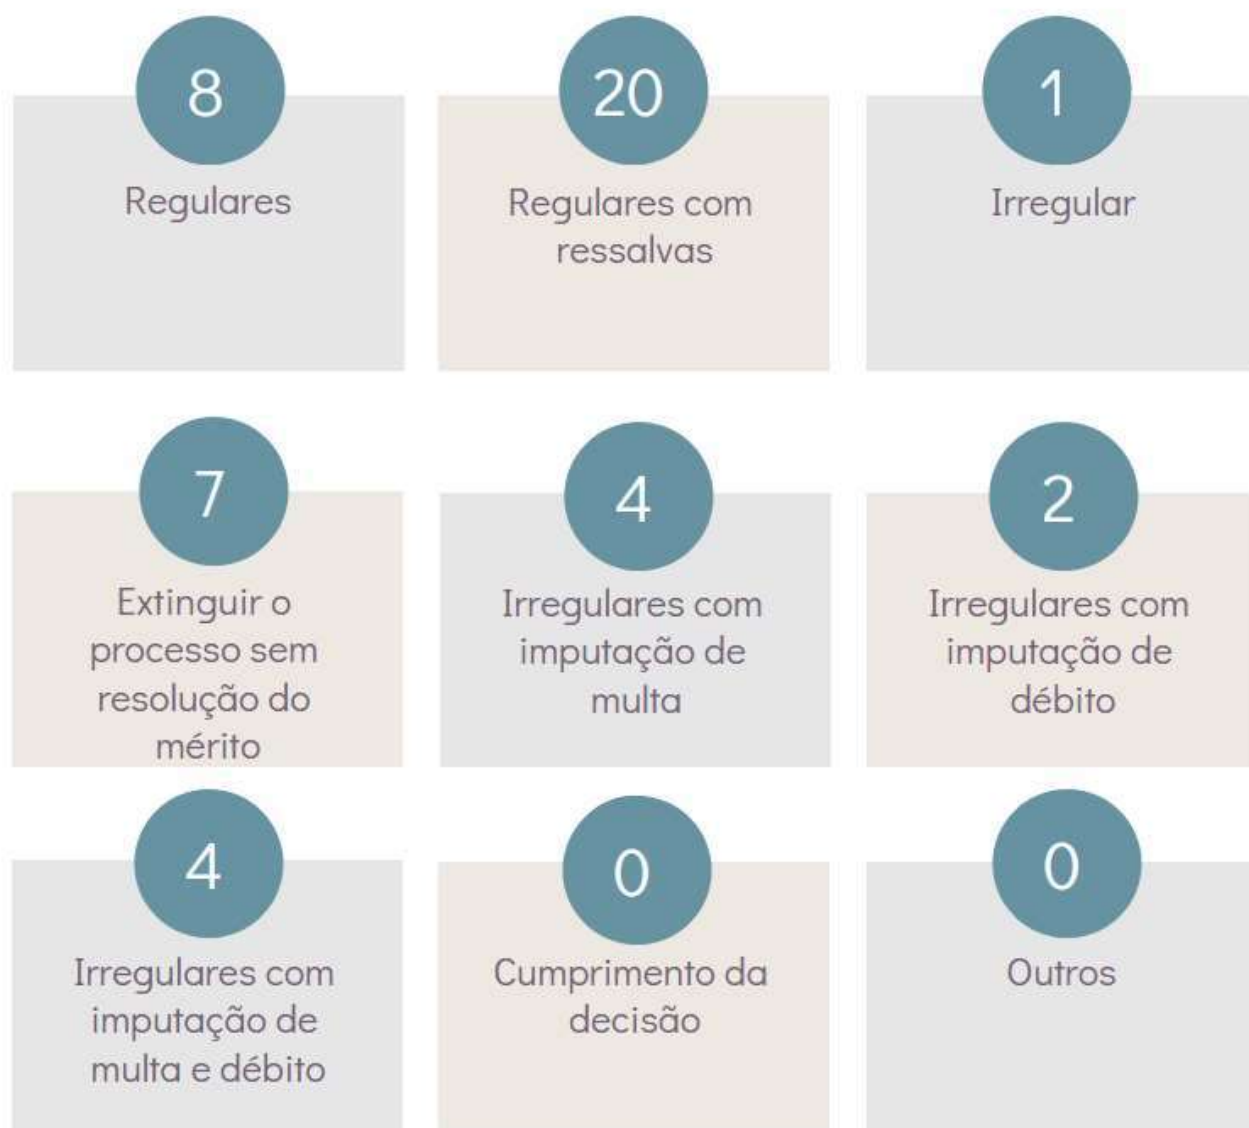 8
Regulares
20
Regulares com
ressalvas
1
Irregular
7
Extinguir o
processo sem
resolução do
mérito
4
Irregulares com
imputação de
multa
2
Irregulares com
imputação de
débito
4
Irregulares com
imputação de
multa e débito
0
Cumprimento da
decisão
0
Outros